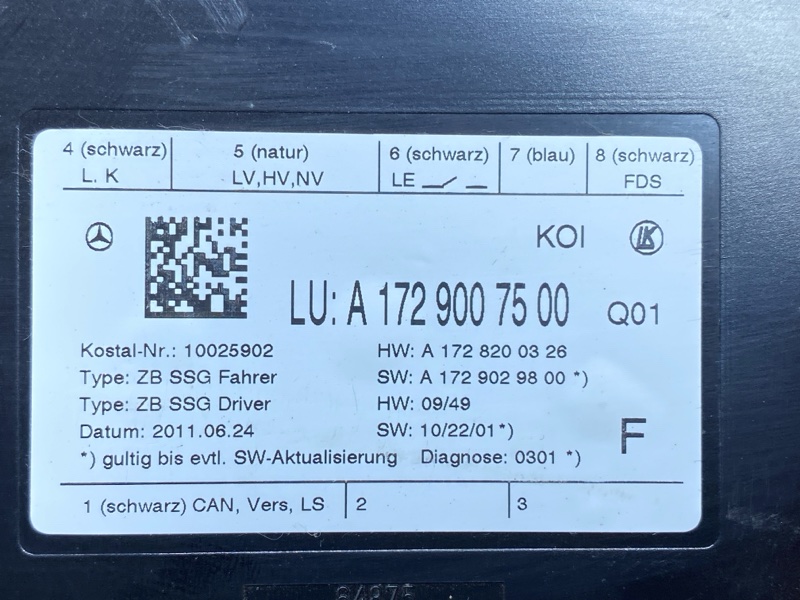 4 (schwarz) 5 (natur) 6 (schwarz) 7 (blau) 8 (schwarz)
L. K LV,HV,NV LE FDS
KOI LK
LU: A 172 900 75 00 Q01
Kostal-Nr.: 10025902 HW: A 172 820 03 26
Type: ZB SSG Fahrer SW: A 172 902 98 00 *)
Type: ZB SSG Driver HW: 09/49
Datum: 2011.06.24 SW: 10/22/01*) F
*) gultig bis evtl. SW-Aktualisierung Diagnose: 0301 *)
1 (schwarz) CAN, Vers, LS 2 3